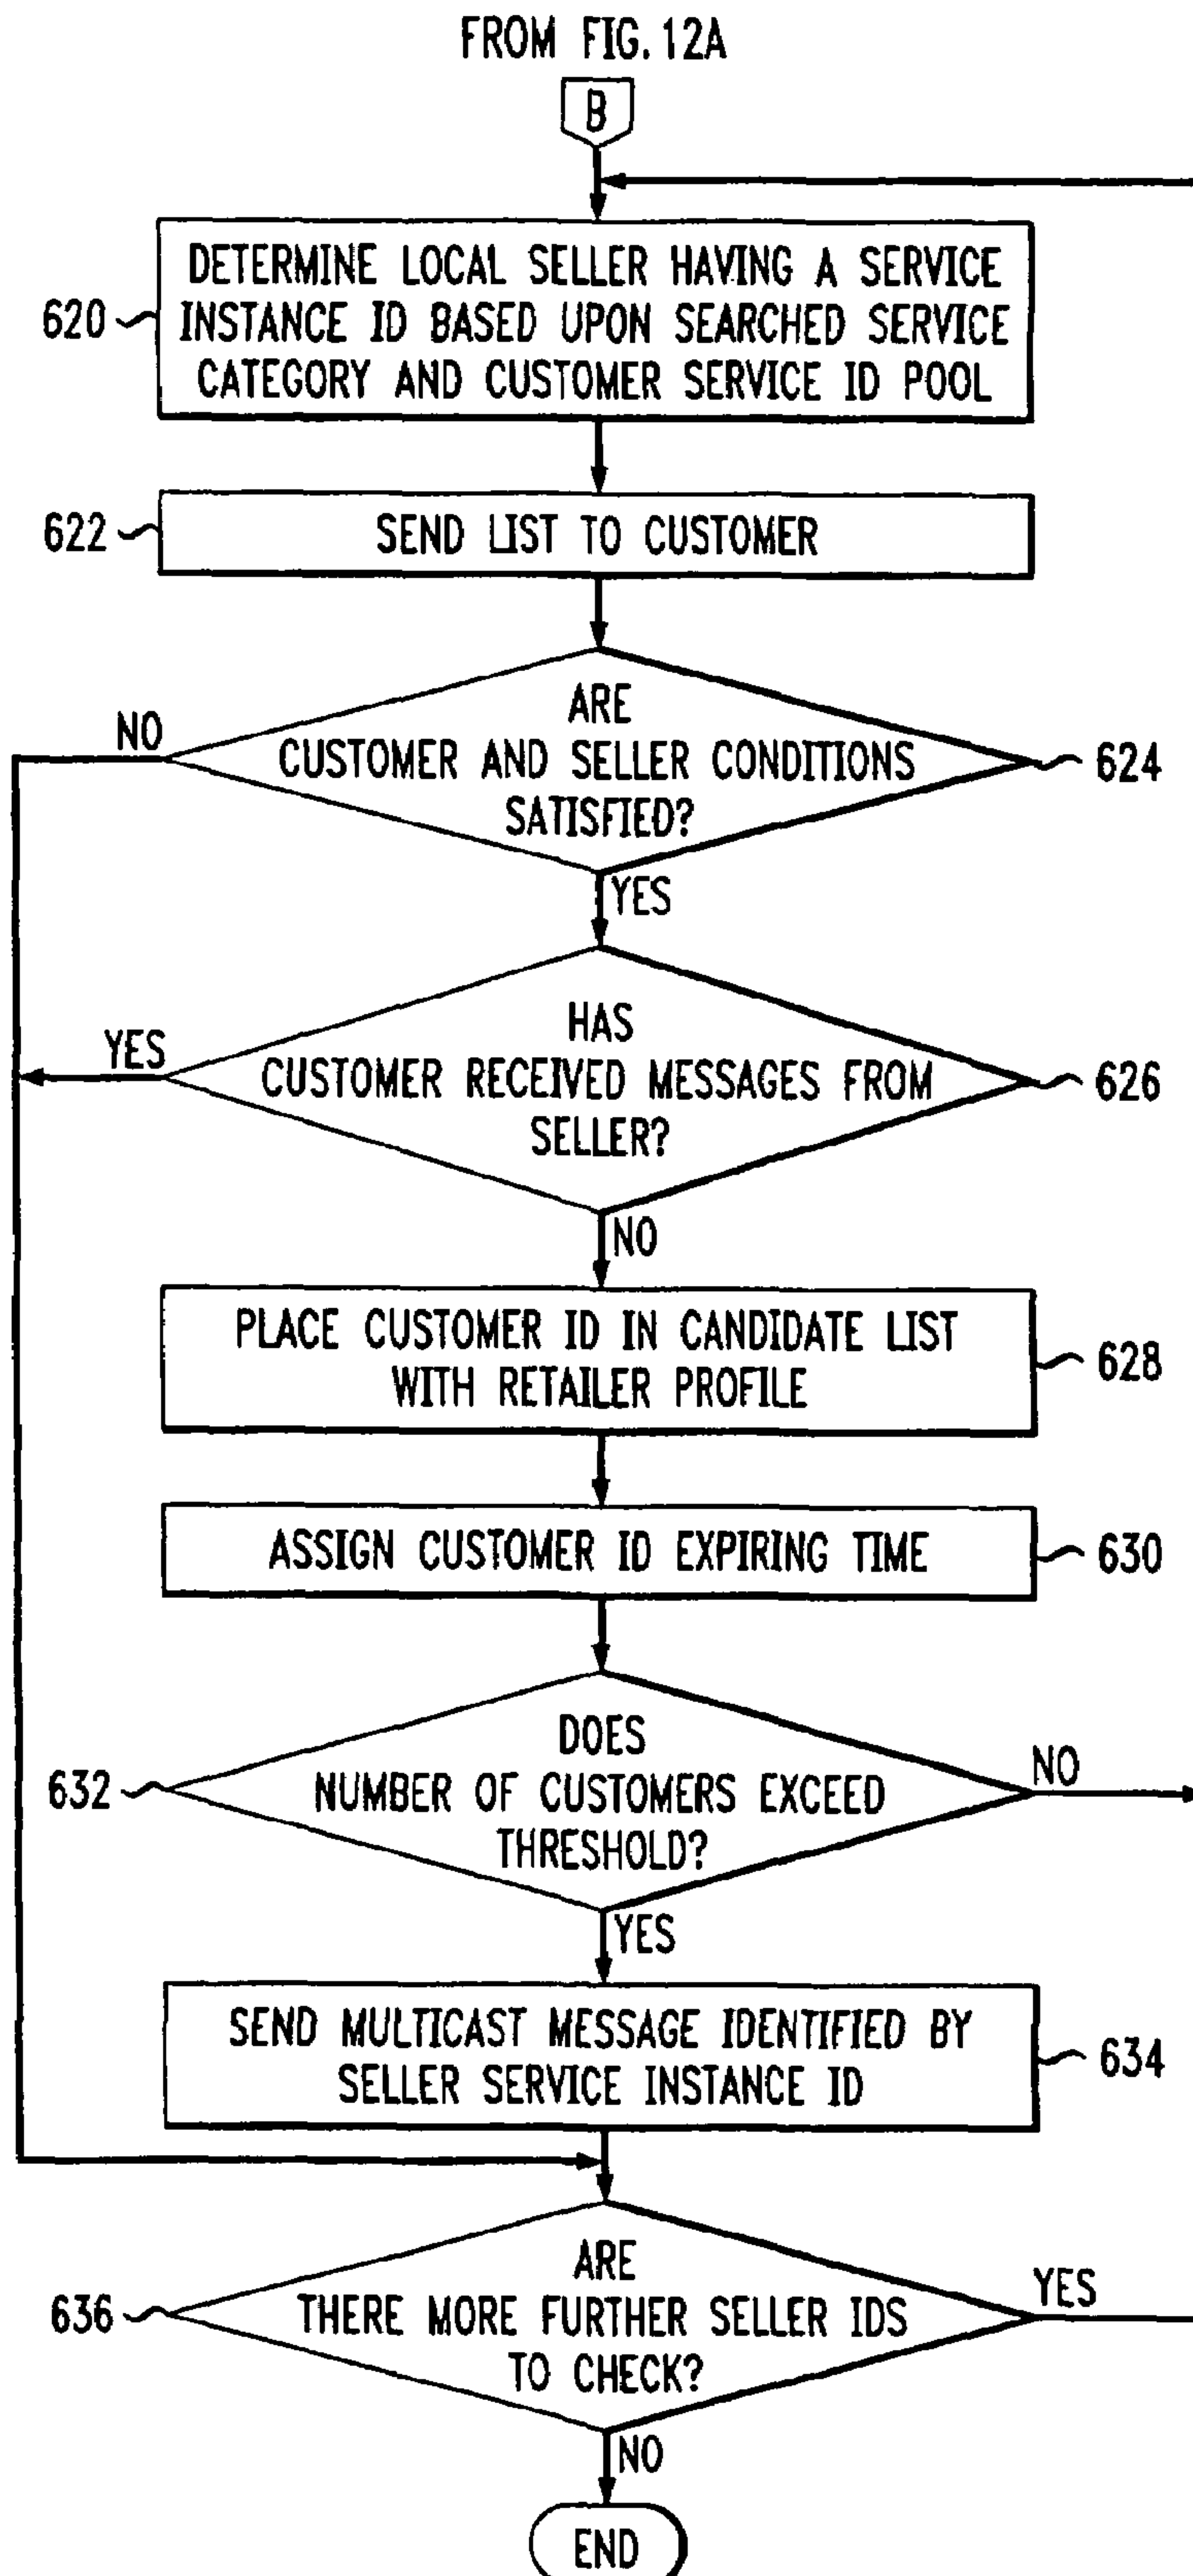 FROM FIG. 12A
B
DETERMINE LOCAL SELLER HAVING A SERVICE
620
INSTANCE ID BASED UPON SEARCHED SERVICE
CATEGORY AND CUSTOMER SERVICE ID POOL
622
SEND LIST TO CUSTOMER
NO
ARE
CUSTOMER AND SELLER CONDITIONS
624
SATISFIED?
YES
HAS
YES
CUSTOMER RECEIVED MESSAGES FROM
626
SELLER?
NO
PLACE CUSTOMER ID IN CANDIDATE LIST
WITH RETAILER PROFILE
628
ASSIGN CUSTOMER ID EXPIRING TIME
630
DOES
NO
632
NUMBER OF CUSTOMERS EXCEED
THRESHOLD?
YES
SEND MULTICAST MESSAGE IDENTIFIED BY
SELLER SERVICE INSTANCE ID
634
ARE
YES
636
THERE MORE FURTHER SELLER IDS
TO CHECK?
NO
END